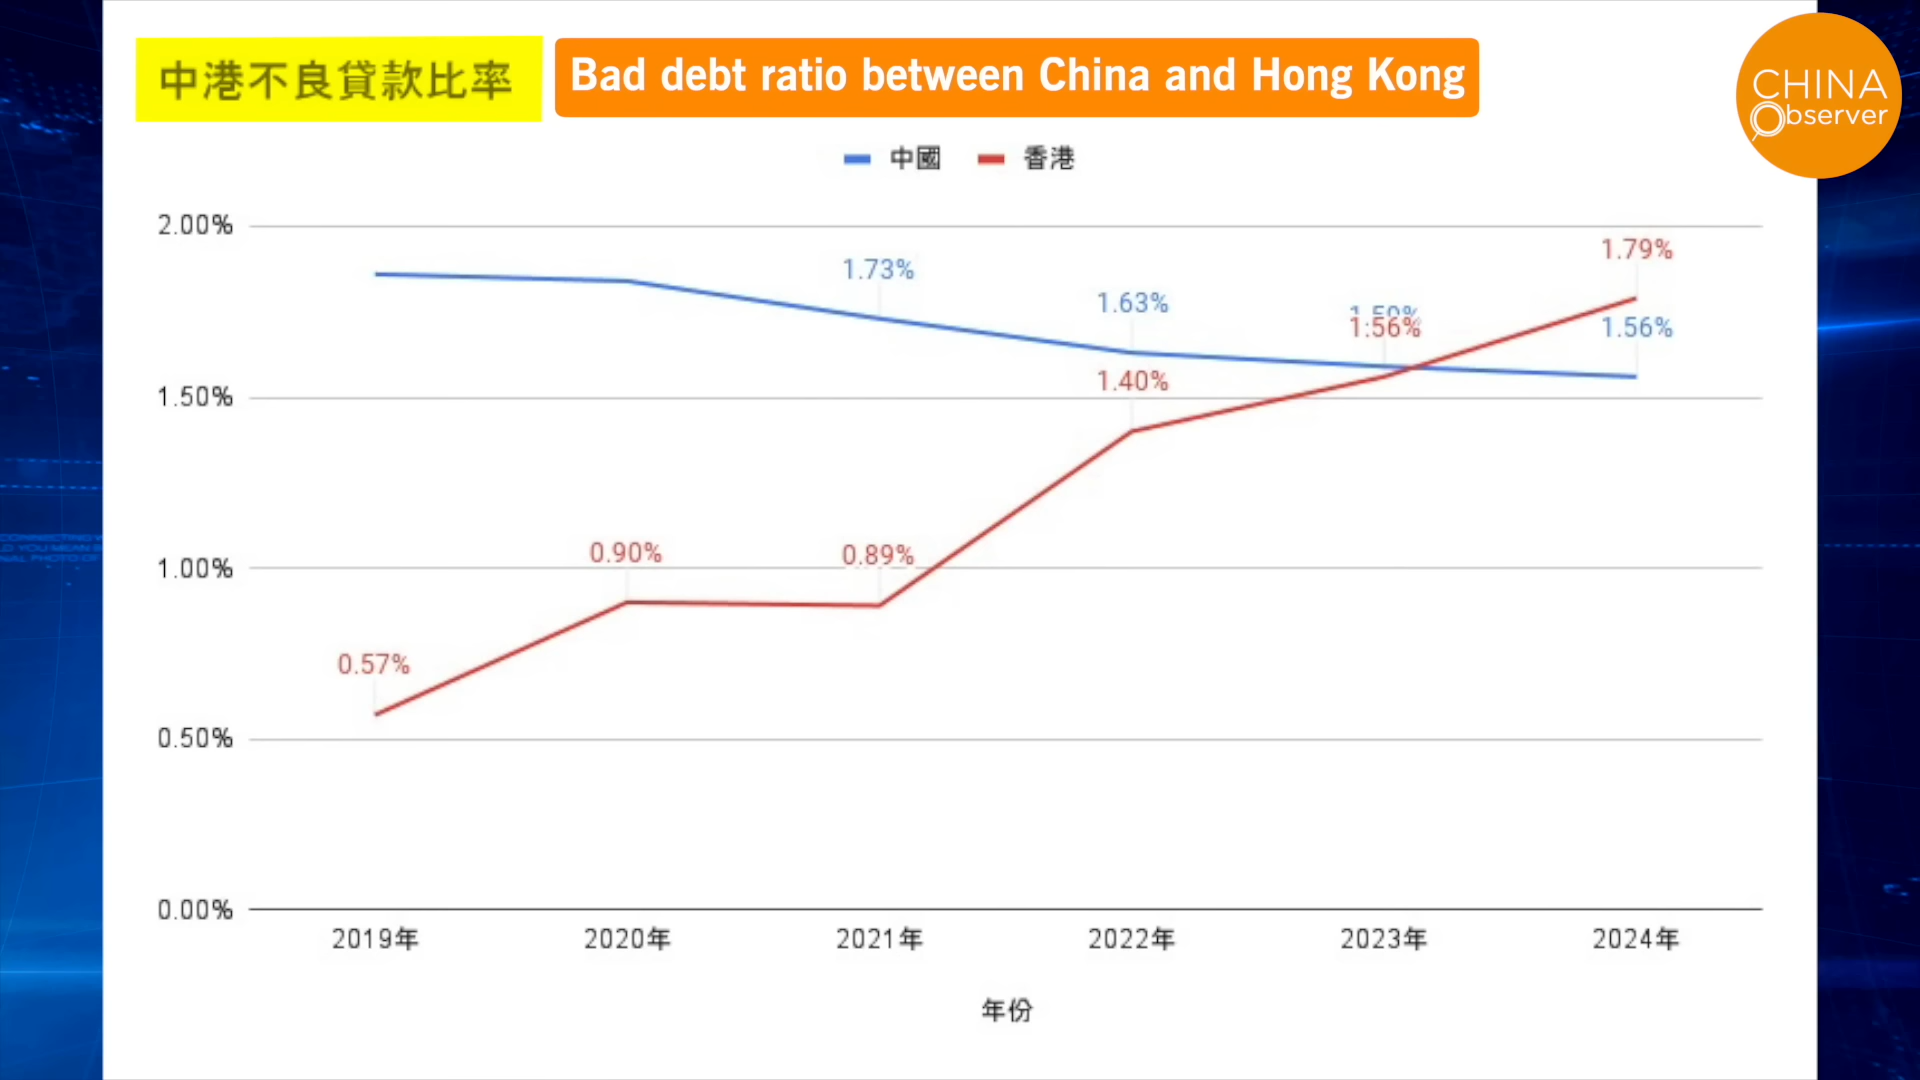 中港不良貸款比率
Bad debt ratio between China and Hong Kong
CHINA
Observer
中國 香港
2.00%
1.50%
1.00%
0.50%
0.00%
1.73%
1.63%
1.56%
1.79%
1.56%
1.40%
0.90%
0.89%
0.57%
2019年 2020年 2021年 2022年 2023年 2024年
年份